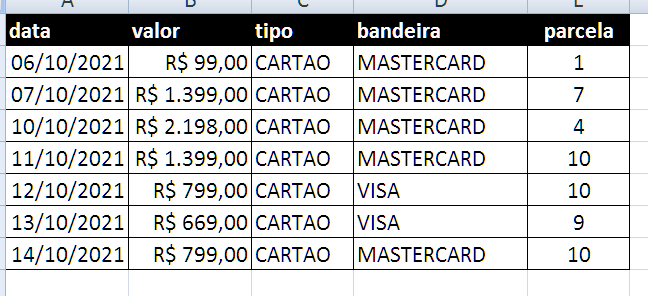 A B C D E
data valor tipo bandeira parcela
06/10/2021 R$ 99,00 CARTAO MASTERCARD 1
07/10/2021 R$ 1.399,00 CARTAO MASTERCARD 7
10/10/2021 R$ 2.198,00 CARTAO MASTERCARD 4
11/10/2021 R$ 1.399,00 CARTAO MASTERCARD 10
12/10/2021 R$ 799,00 CARTAO VISA 10
13/10/2021 R$ 669,00 CARTAO VISA 9
14/10/2021 R$ 799,00 CARTAO MASTERCARD 10